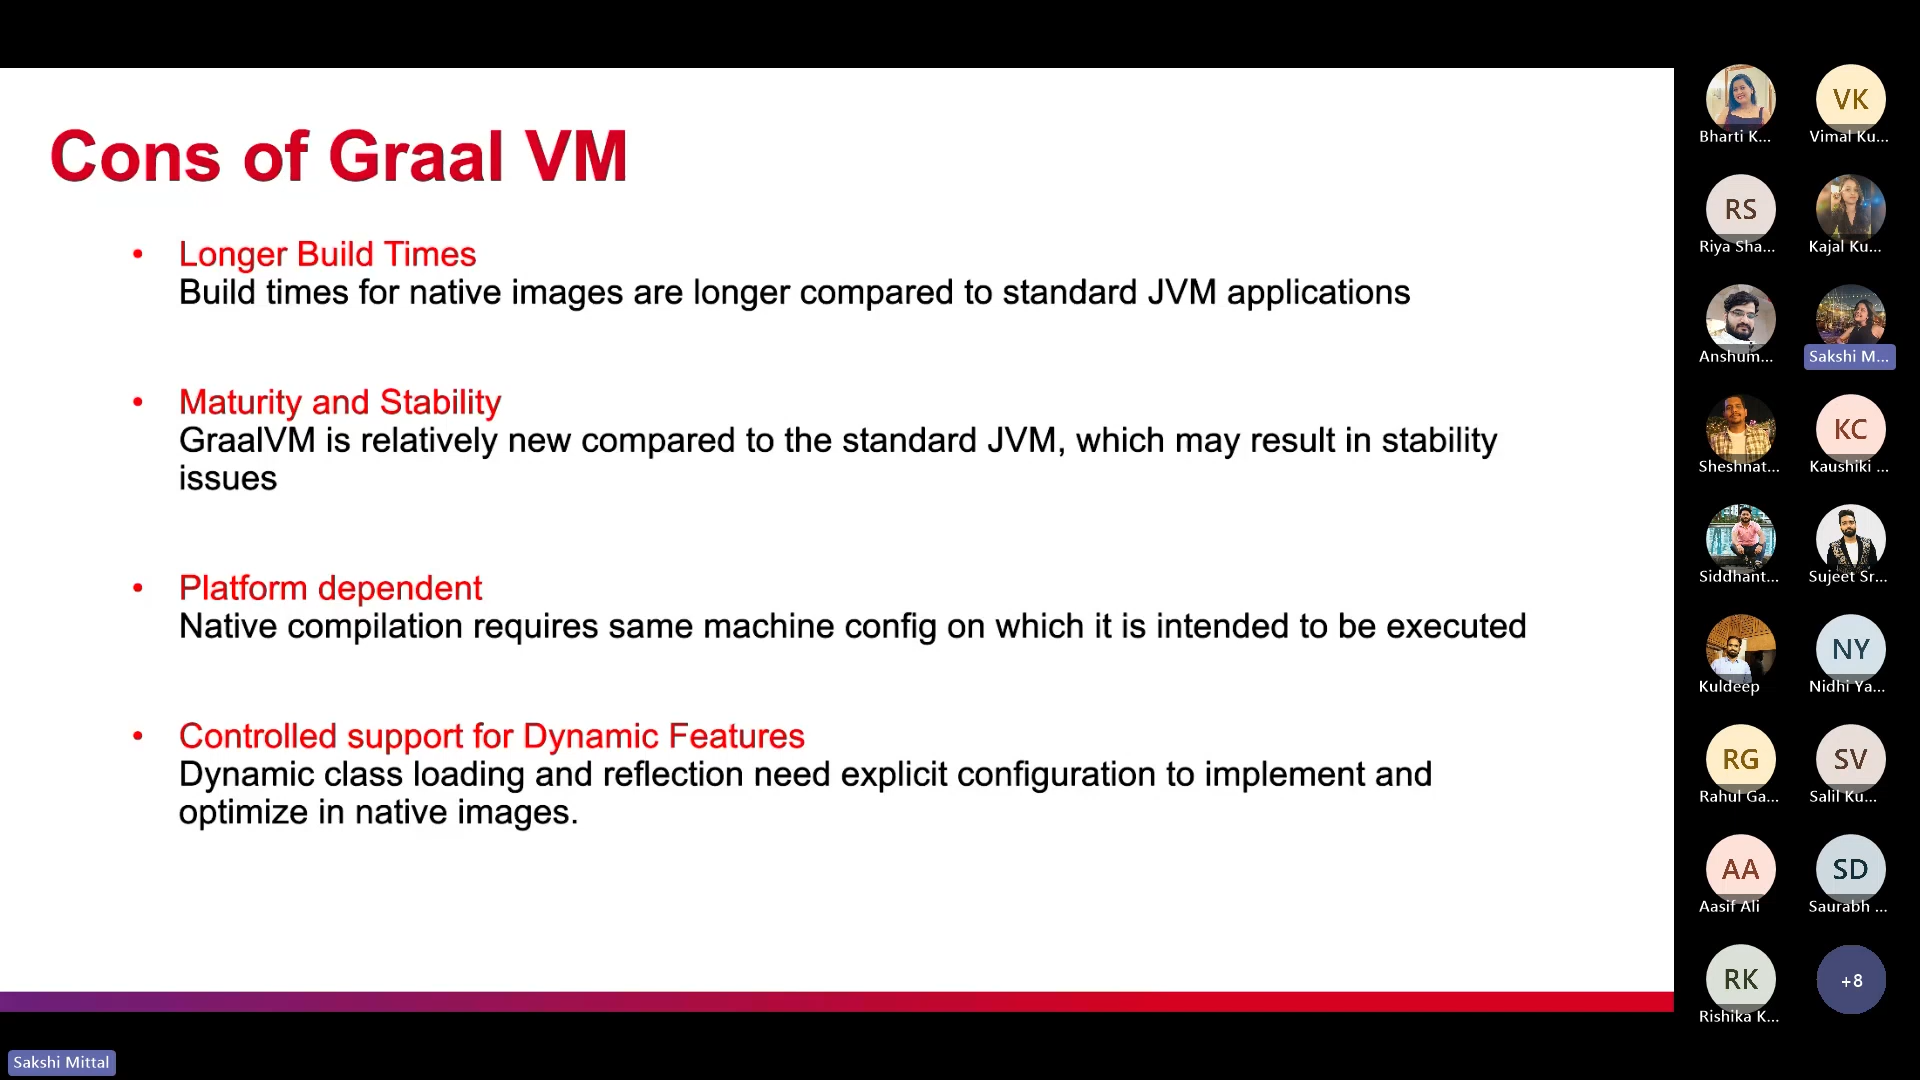 Cons of Graal VM
• Longer Build Times
Build times for native images are longer compared to standard JVM applications
• Maturity and Stability
GraalVM is relatively new compared to the standard JVM, which may result in stability
issues
• Platform dependent
Native compilation requires same machine config on which it is intended to be executed
• Controlled support for Dynamic Features
Dynamic class loading and reflection need explicit configuration to implement and
optimize in native images.
Bharti K...
VK
Vimal Ku...
RS
Riya Sha...
Kajal Ku...
Anshum...
Sakshi M...
Sheshnat...
KC
Kaushiki ...
Siddhant...
Sujeet Sr...
Kuldeep
NY
Nidhi Ya...
RG
Rahul Ga...
SV
Salil Ku...
AA
Aasif Ali
SD
Saurabh ...
RK
Rishika K...
+8
Sakshi Mittal